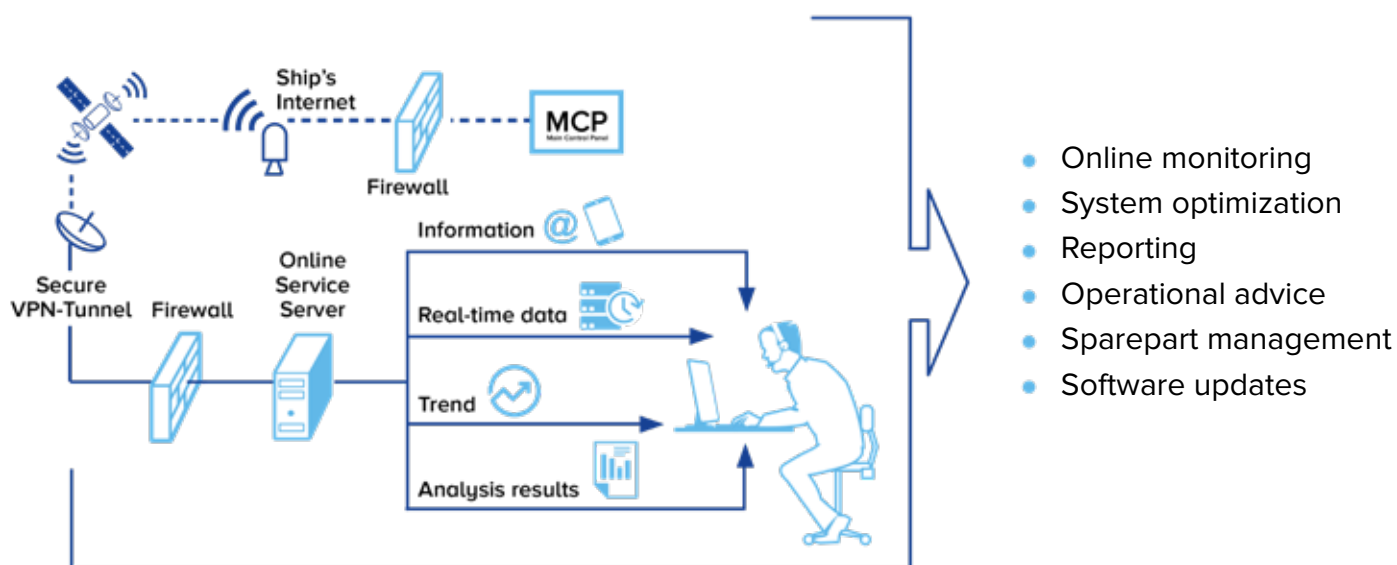 Ship's
Internet
MCP
Main Control Panel
Firewall
Information @
Secure
VPN-Tunnel
Firewall
Online
Service
Server
Real-time data
Trend
Analysis results
Online monitoring
System optimization
Reporting
Operational advice
Sparepart management
Software updates